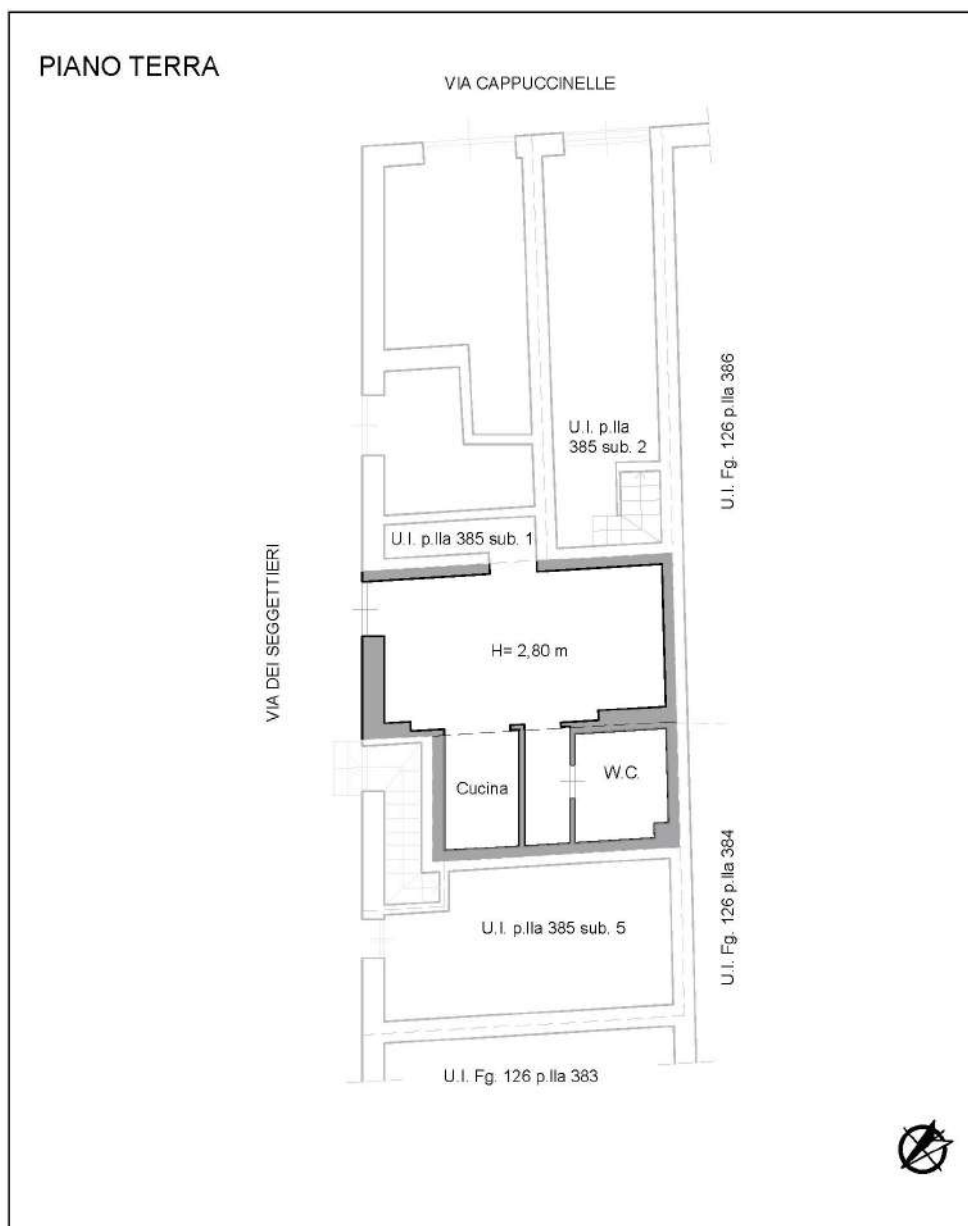 PIANO TERRA
VIA CAPPUCCINELLE
U.I. Fg. 126 p.lla 386
U.I. p.lla
385 sub. 2
U.I. p.lla 385 sub. 1
VIA DEI SEGGETTIERI
H= 2,80 m
Cucina
W.C.
U.I. Fg. 126 p.lla 384
U.I. p.lla 385 sub. 5
U.I. Fg. 126 p.lla 383